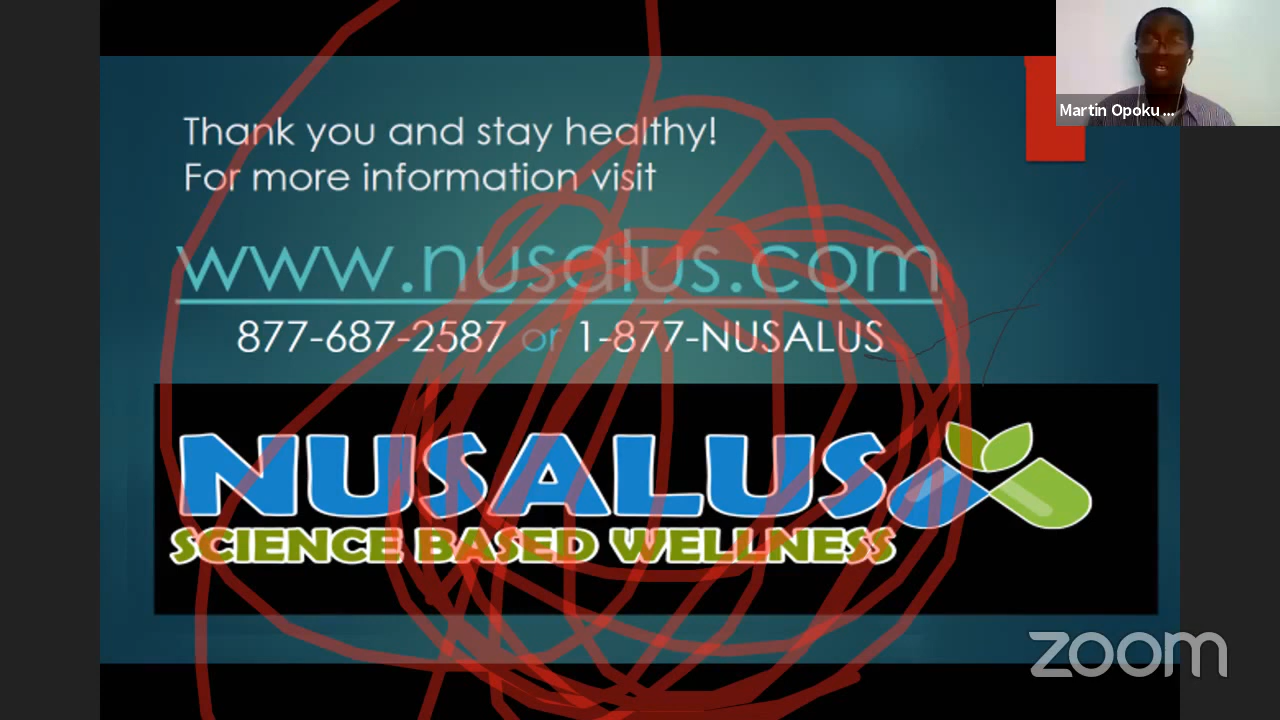 Thank you and stay healthy!
For more information visit
www.nusalus.com
877-687-2587 or 1-877-NUSALUS
NUSALUS
SCIENCE BASED WELLNESS
Martin Opoku ...
zoom